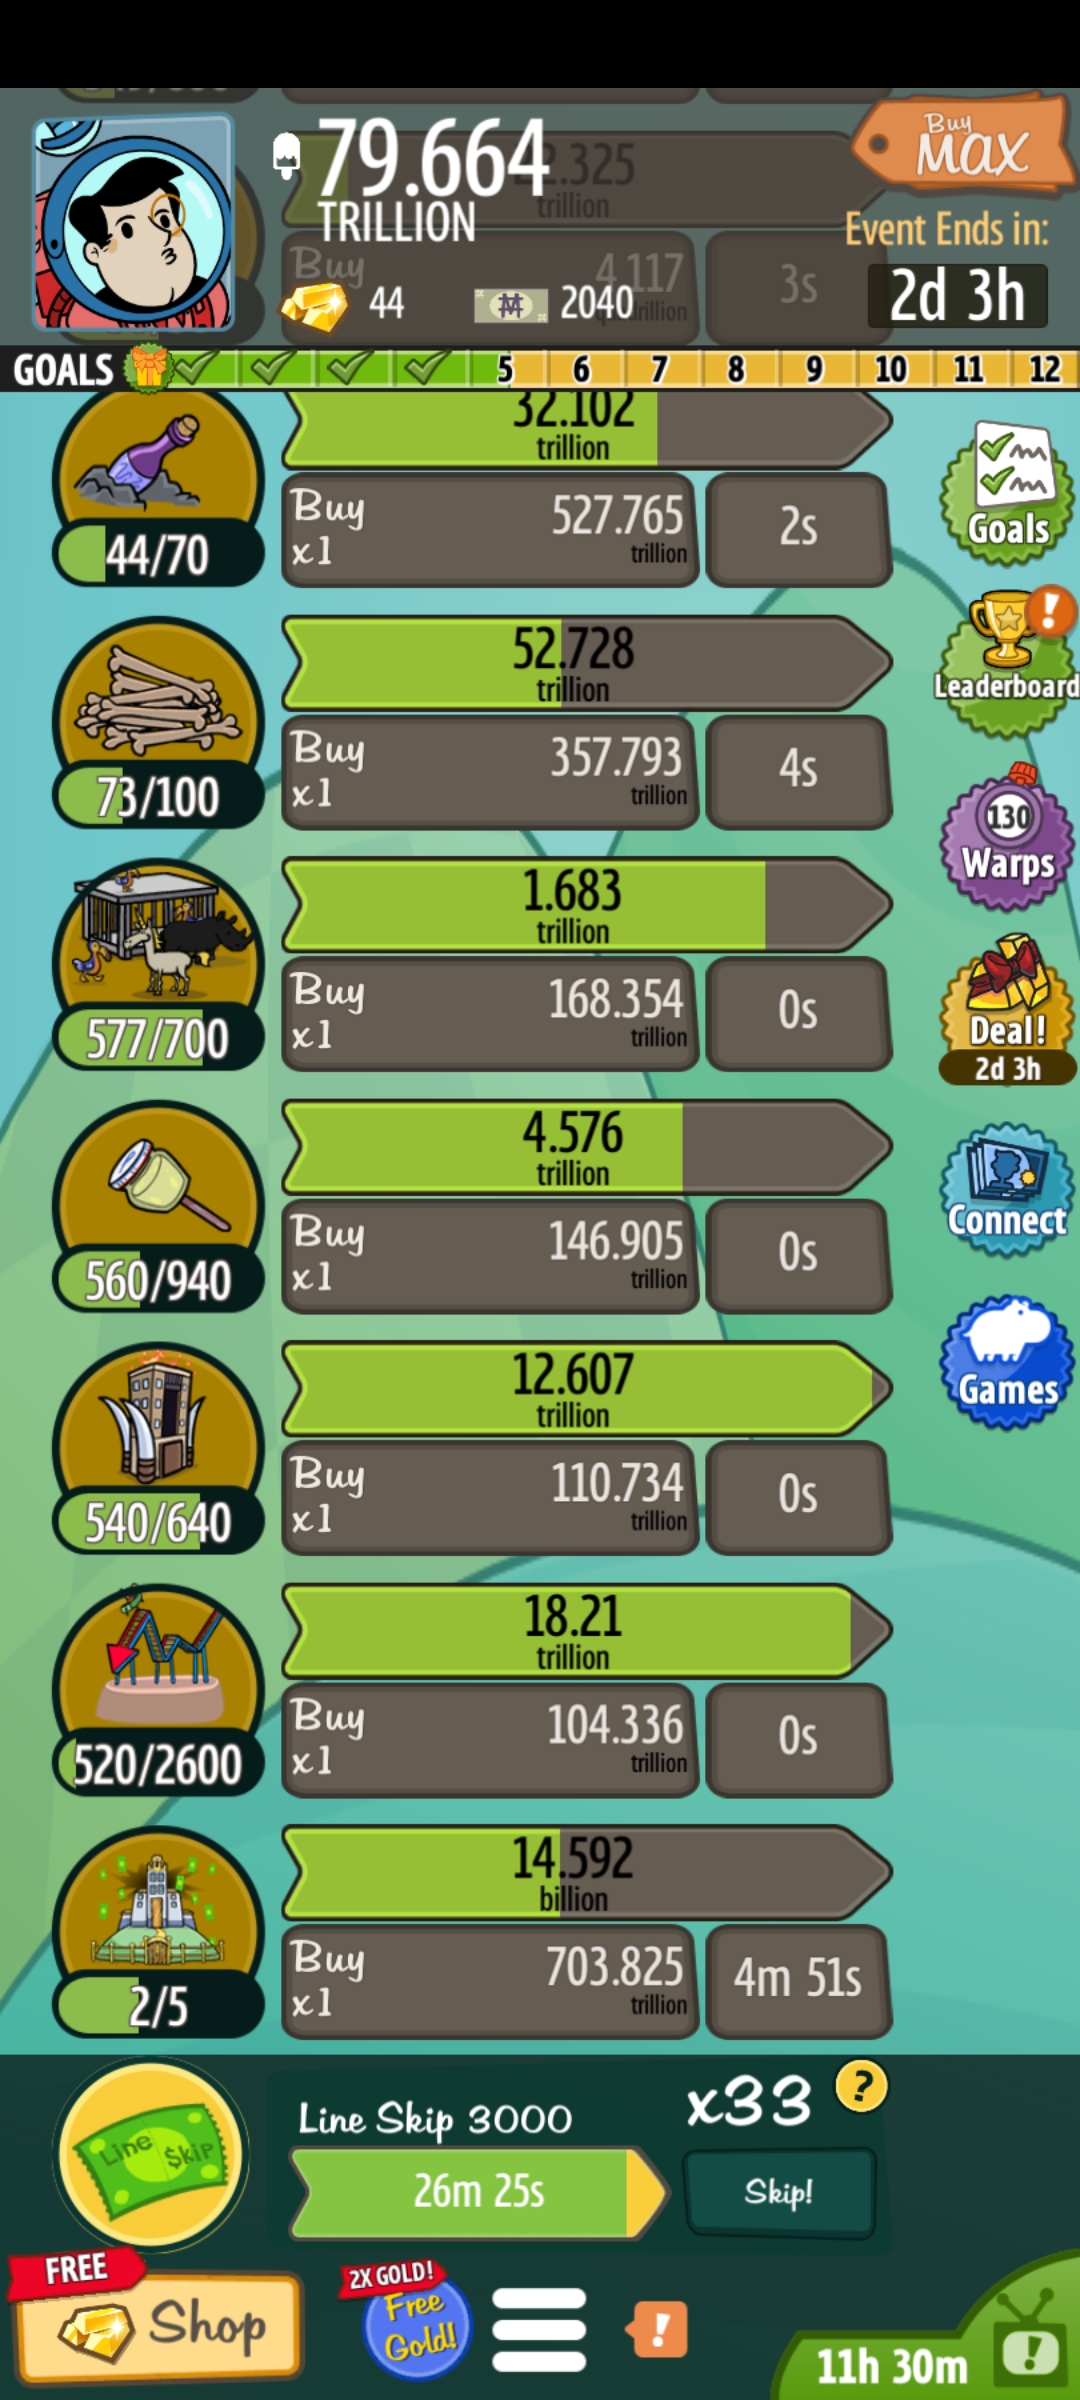 79.664
TRILLION
44
2040
Buy
MAX
Event Ends in:
2d 3h
2.325
trillion
Buy
4.117
3s
GOALS
5 6 7 8 9 10 11 12
32.102
trillion
44/70
Buy
x1
527.765
trillion
2s
Goals
52.728
trillion
73/100
Buy
x1
357.793
trillion
4s
Leaderboard
1.683
trillion
577/700
Buy
x1
168.354
trillion
0s
130
Warps
Deal!
2d 3h
4.576
trillion
560/940
Buy
x1
146.905
trillion
0s
Connect
12.607
trillion
540/640
Buy
x1
110.734
trillion
0s
Games
18.21
trillion
520/2600
Buy
x1
104.336
trillion
0s
14.592
billion
2/5
Buy
x1
703.825
trillion
4m 51s
Line $kip
Line Skip 3000
x33
?
26m 25s
Skip!
FREE
Shop
2X GOLD!
Free
Gold!
!
11h 30m
!